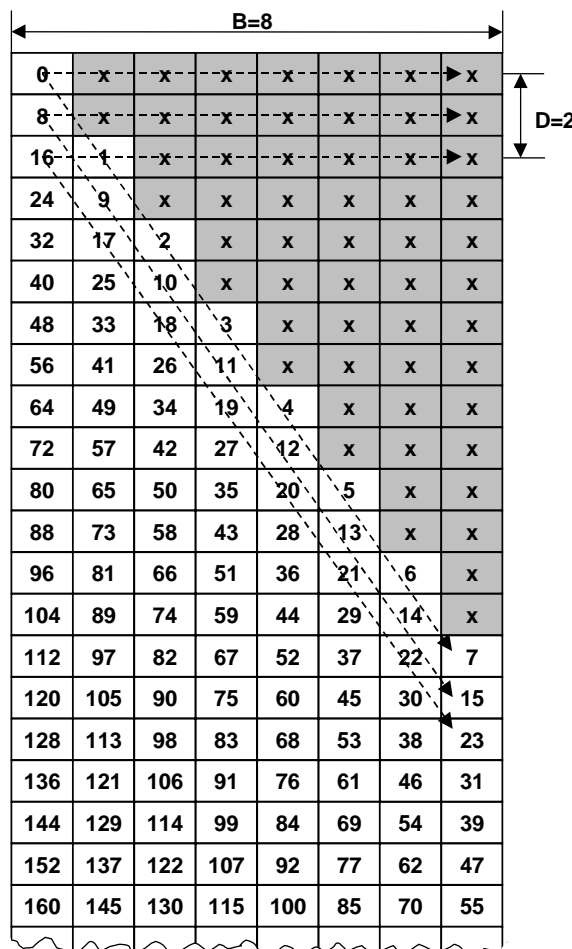 B=8
0 x x x x x x x
8 x x x x x x x
D=2
16 1 x x x x x x
24 9 x x x x x x
32 17 2 x x x x x
40 25 10 x x x x x
48 33 18 3 x x x x
56 41 26 11 x x x x
64 49 34 19 4 x x x
72 57 42 27 12 x x x
80 65 50 35 20 5 x x
88 73 58 43 28 13 x x
96 81 66 51 36 21 6 x
104 89 74 59 44 29 14 x
112 97 82 67 52 37 22 7
120 105 90 75 60 45 30 15
128 113 98 83 68 53 38 23
136 121 106 91 76 61 46 31
144 129 114 99 84 69 54 39
152 137 122 107 92 77 62 47
160 145 130 115 100 85 70 55